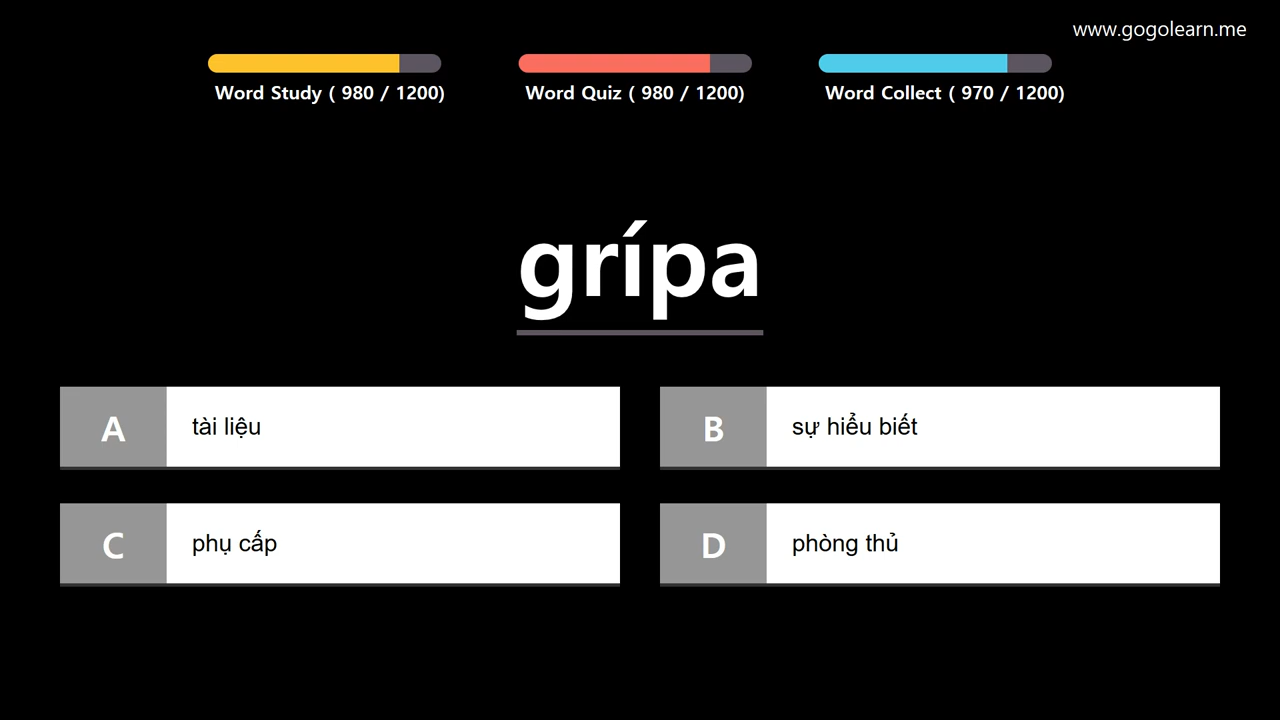 www.gogolearn.me
Word Study ( 980 / 1200)
Word Quiz ( 980 / 1200)
Word Collect ( 970 / 1200)
grípa
A
tài liệu
B
sự hiểu biết
C
phụ cấp
D
phòng thủ